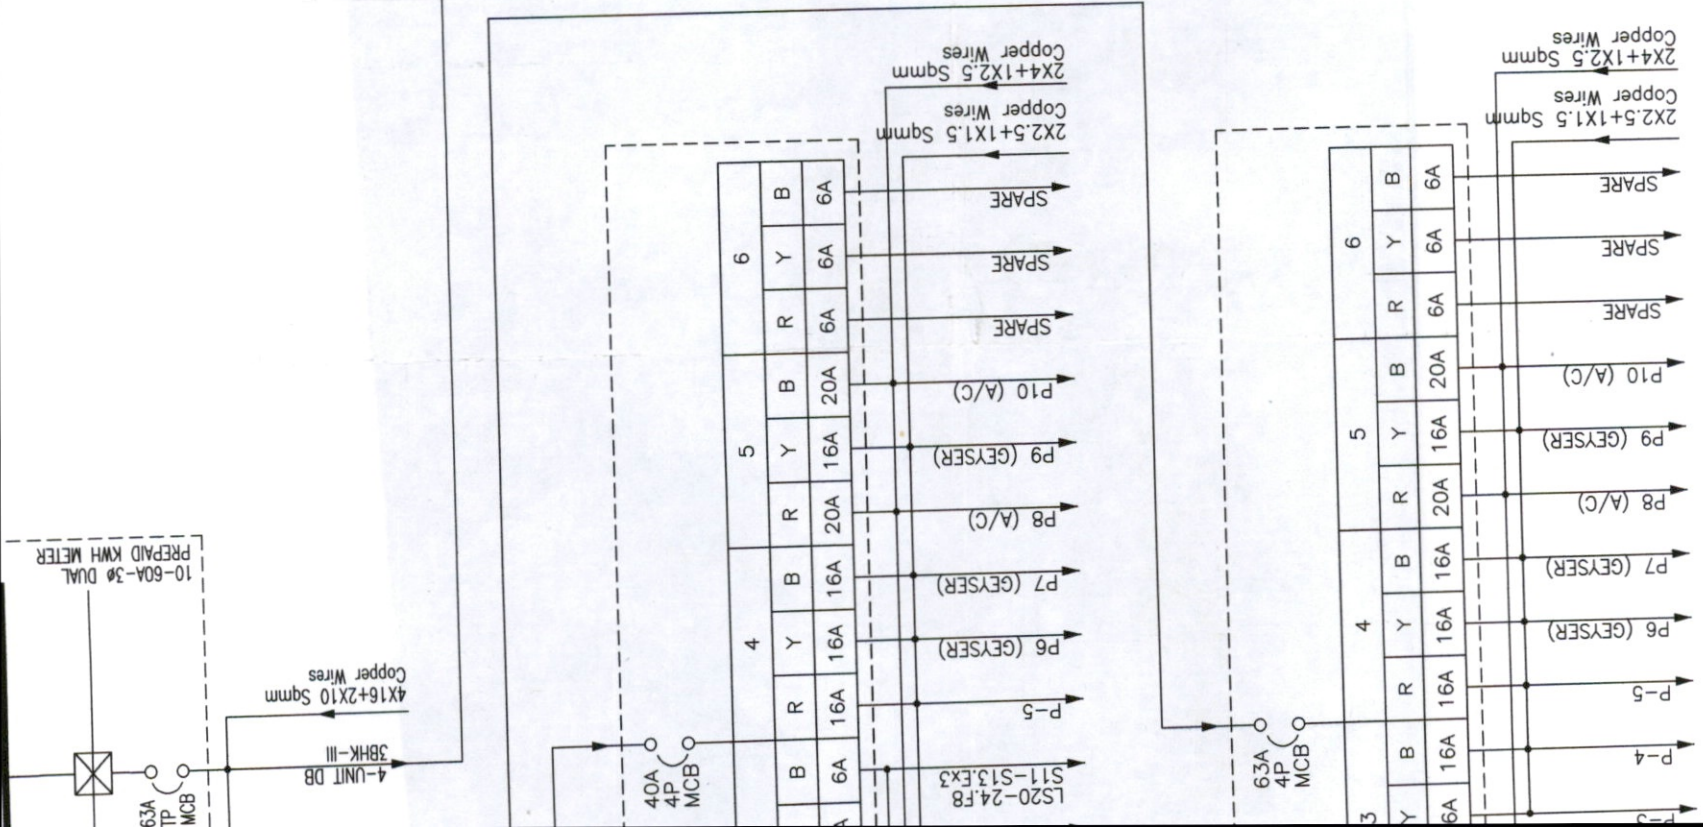 10-60A-3ø DUAL
PREPAID KWH METER
63A
TP
MCB
4X16+2X10 Sqmm
Copper Wires
4-UNIT DB
3BHK-III
2X4+1X2.5 Sqmm
Copper Wires
2X2.5+1X1.5 Sqmm
Copper Wires
6
B 6A SPARE
Y 6A SPARE
R 6A SPARE
5
B 20A P10 (A/C)
Y 16A P9 (GEYSER)
R 20A P8 (A/C)
4
B 16A P7 (GEYSER)
Y 16A P6 (GEYSER)
R 16A P-5
B 6A LS20-24.F8
S11-S13.Ex3
40A
4P
MCB
2X4+1X2.5 Sqmm
Copper Wires
2X2.5+1X1.5 Sqmm
Copper Wires
6
B 6A SPARE
Y 6A SPARE
R 6A SPARE
5
B 20A P10 (A/C)
Y 16A P9 (GEYSER)
R 20A P8 (A/C)
4
B 16A P7 (GEYSER)
Y 16A P6 (GEYSER)
R 16A P-5
3
B 16A P-4
Y 6A P-3
63A
4P
MCB